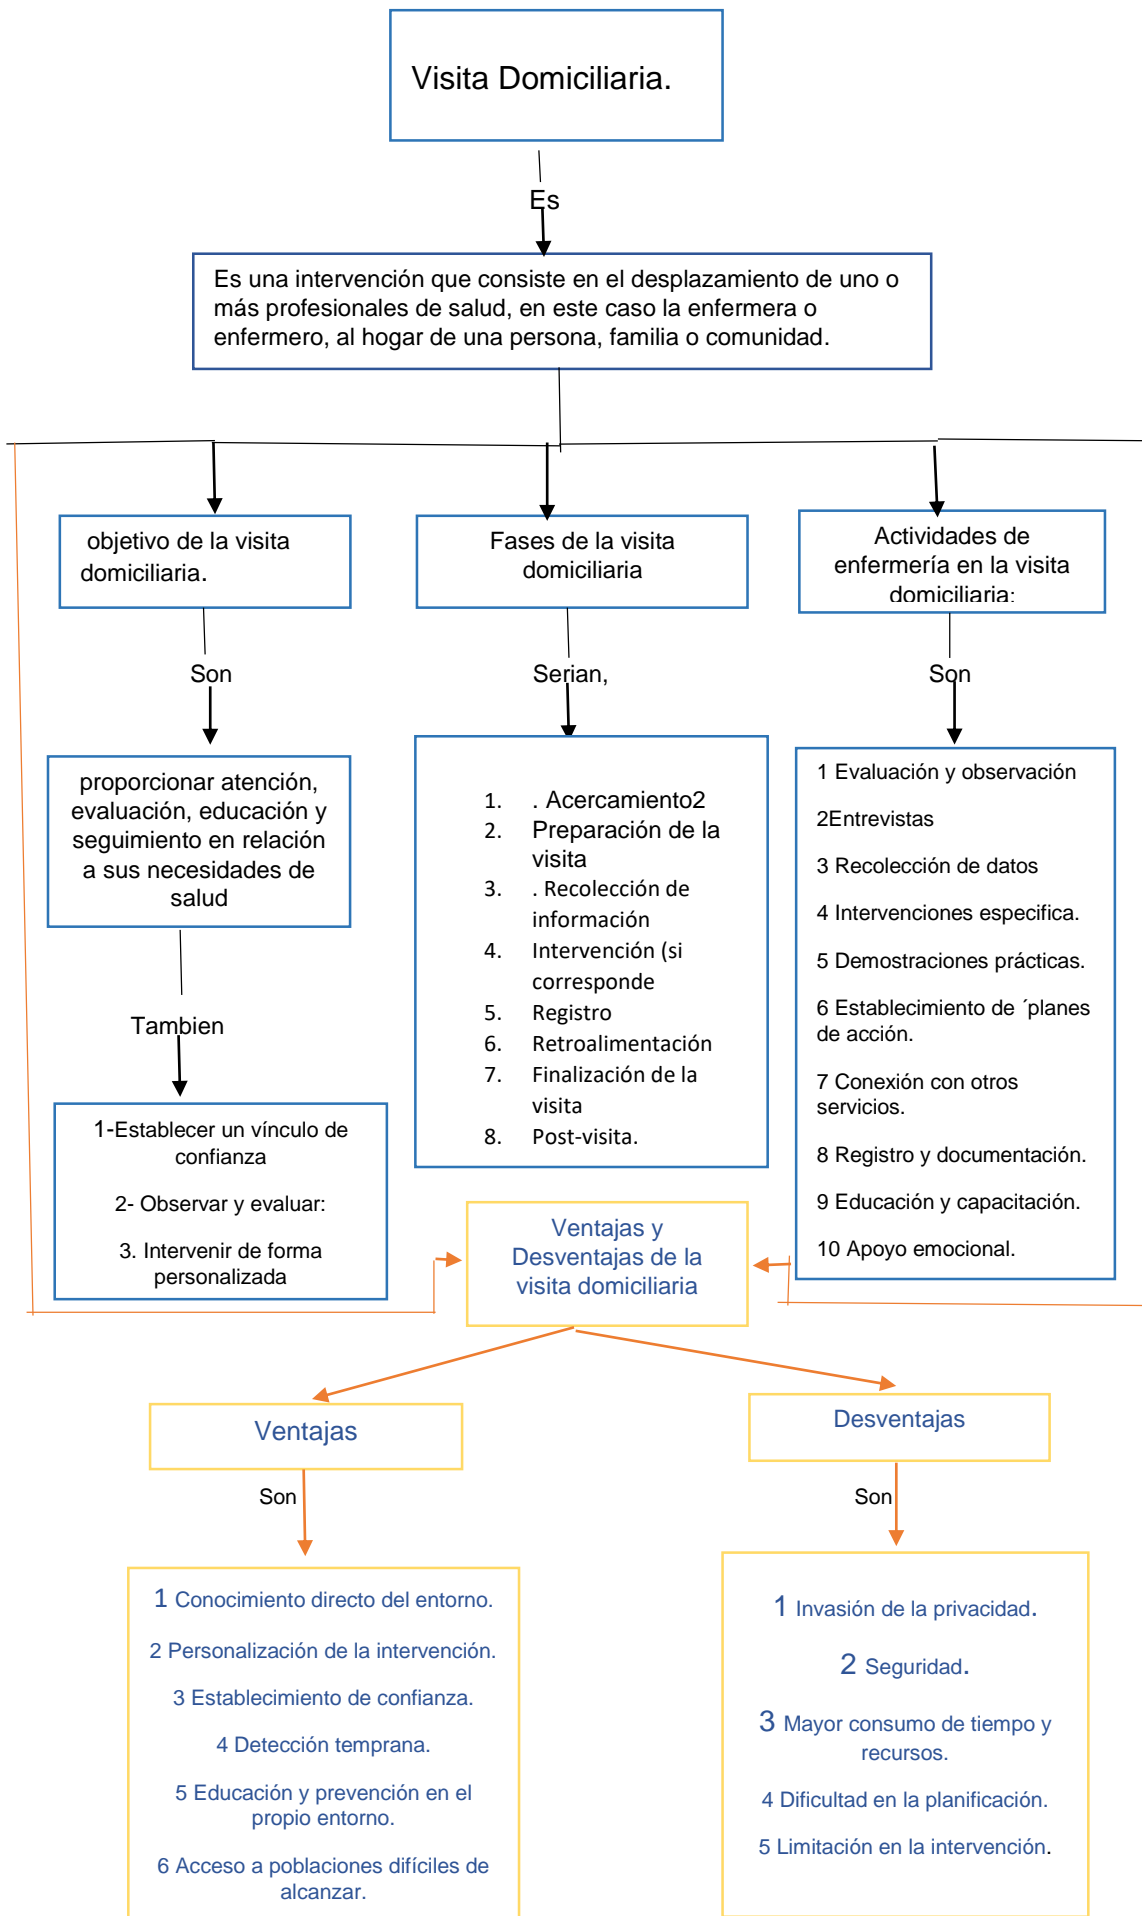 Visita Domiciliaria.
Es
Es una intervención que consiste en el desplazamiento de uno o
más profesionales de salud, en este caso la enfermera o
enfermero, al hogar de una persona, familia o comunidad.
objetivo de la visita
domiciliaria.
Fases de la visita
domiciliaria
Actividades de
enfermería en la visita
domiciliaria:
Son
Serian,
Son
proporcionar atención,
evaluación, educación y
seguimiento en relación
a sus necesidades de
salud
Tambien
1-Establecer un vínculo de
confianza
2- Observar y evaluar:
3. Intervenir de forma
personalizada
1. . Acercamiento2
2. Preparación de la
visita
3. . Recolección de
información
4. Intervención (si
corresponde
5. Registro
6. Retroalimentación
7. Finalización de la
visita
8. Post-visita.
1 Evaluación y observación
2Entrevistas
3 Recolección de datos
4 Intervenciones especifica.
5 Demostraciones prácticas.
6 Establecimiento de ´planes
de acción.
7 Conexión con otros
servicios.
8 Registro y documentación.
9 Educación y capacitación.
10 Apoyo emocional.
Ventajas y
Desventajas de la
visita domiciliaria
Ventajas
Desventajas
Son
Son
1 Conocimiento directo del entorno.
2 Personalización de la intervención.
3 Establecimiento de confianza.
4 Detección temprana.
5 Educación y prevención en el
propio entorno.
6 Acceso a poblaciones difíciles de
alcanzar.
1 Invasión de la privacidad.
2 Seguridad.
3 Mayor consumo de tiempo y
recursos.
4 Dificultad en la planificación.
5 Limitación en la intervención.